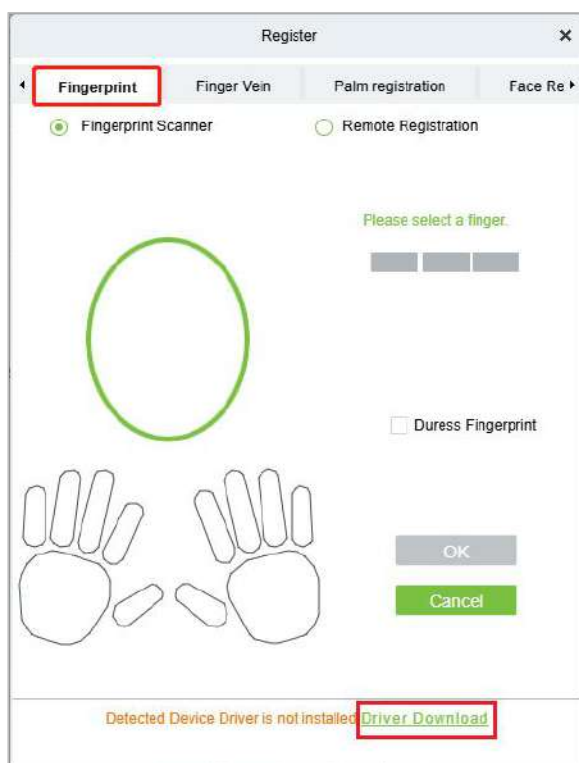 Register
Fingerprint Finger Vein Palm registration Face Re
Fingerprint Scanner Remote Registration
Please select a finger.
Duress Fingerprint
OK
Cancel
Detected Device Driver is not installed Driver Download